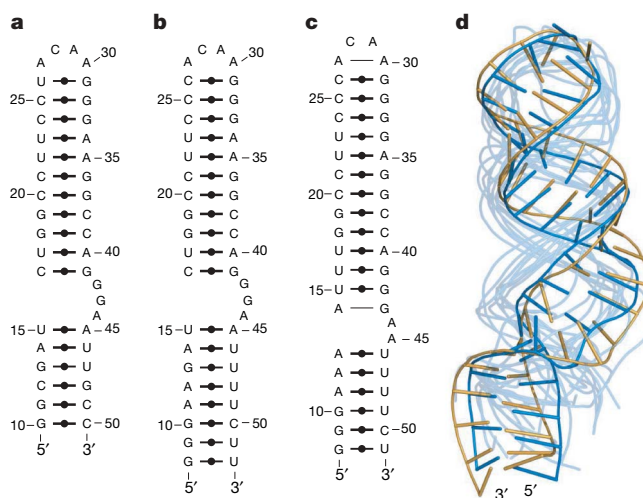 a
C A
A A –30
U G
25– C G
C G
U A
U A –35
C G
20– C G
G C
G C
U A –40
C G
G
G
A
15– U A –45
A U
G U
C G
G C
10– G C –50
5′ 3′
b
C A
A A –30
C G
25– C G
C G
U A
U A –35
C G
20– C G
G C
G C
U A –40
C G
G
G
A
15– U A –45
G U
A U
A U
A U
10– G C –50
G U
G U
5′ 3′
c
C A
A A –30
C G
25– C G
C G
U A
U A –35
C G
20– C G
G C
G C
U A –40
U G
15– U G
A G
A
A –45
A U
A U
A U
10– G C –50
G U
G U
5′ 3′
d
3′ 5′